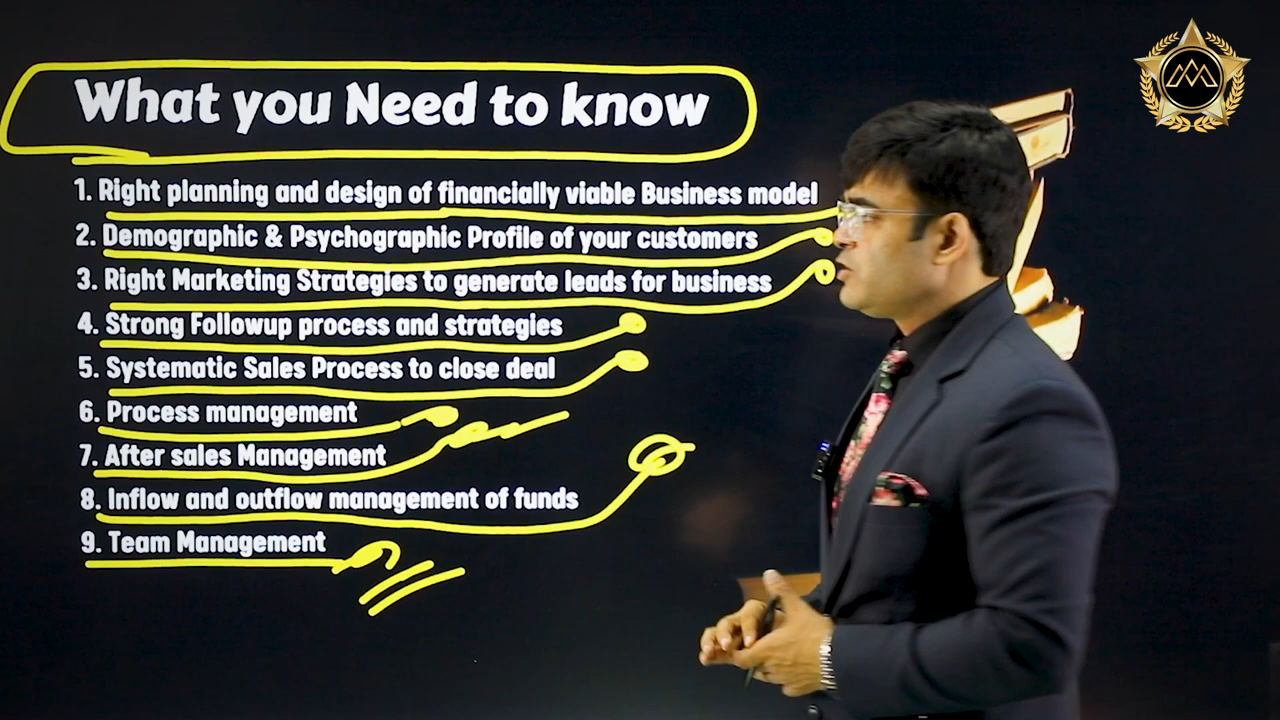 What you Need to know
1. Right planning and design of financially viable Business model
2. Demographic & Psychographic Profile of your customers
3. Right Marketing Strategies to generate leads for business
4. Strong Followup process and strategies
5. Systematic Sales Process to close deal
6. Process management
7. After sales Management
8. Inflow and outflow management of funds
9. Team Management